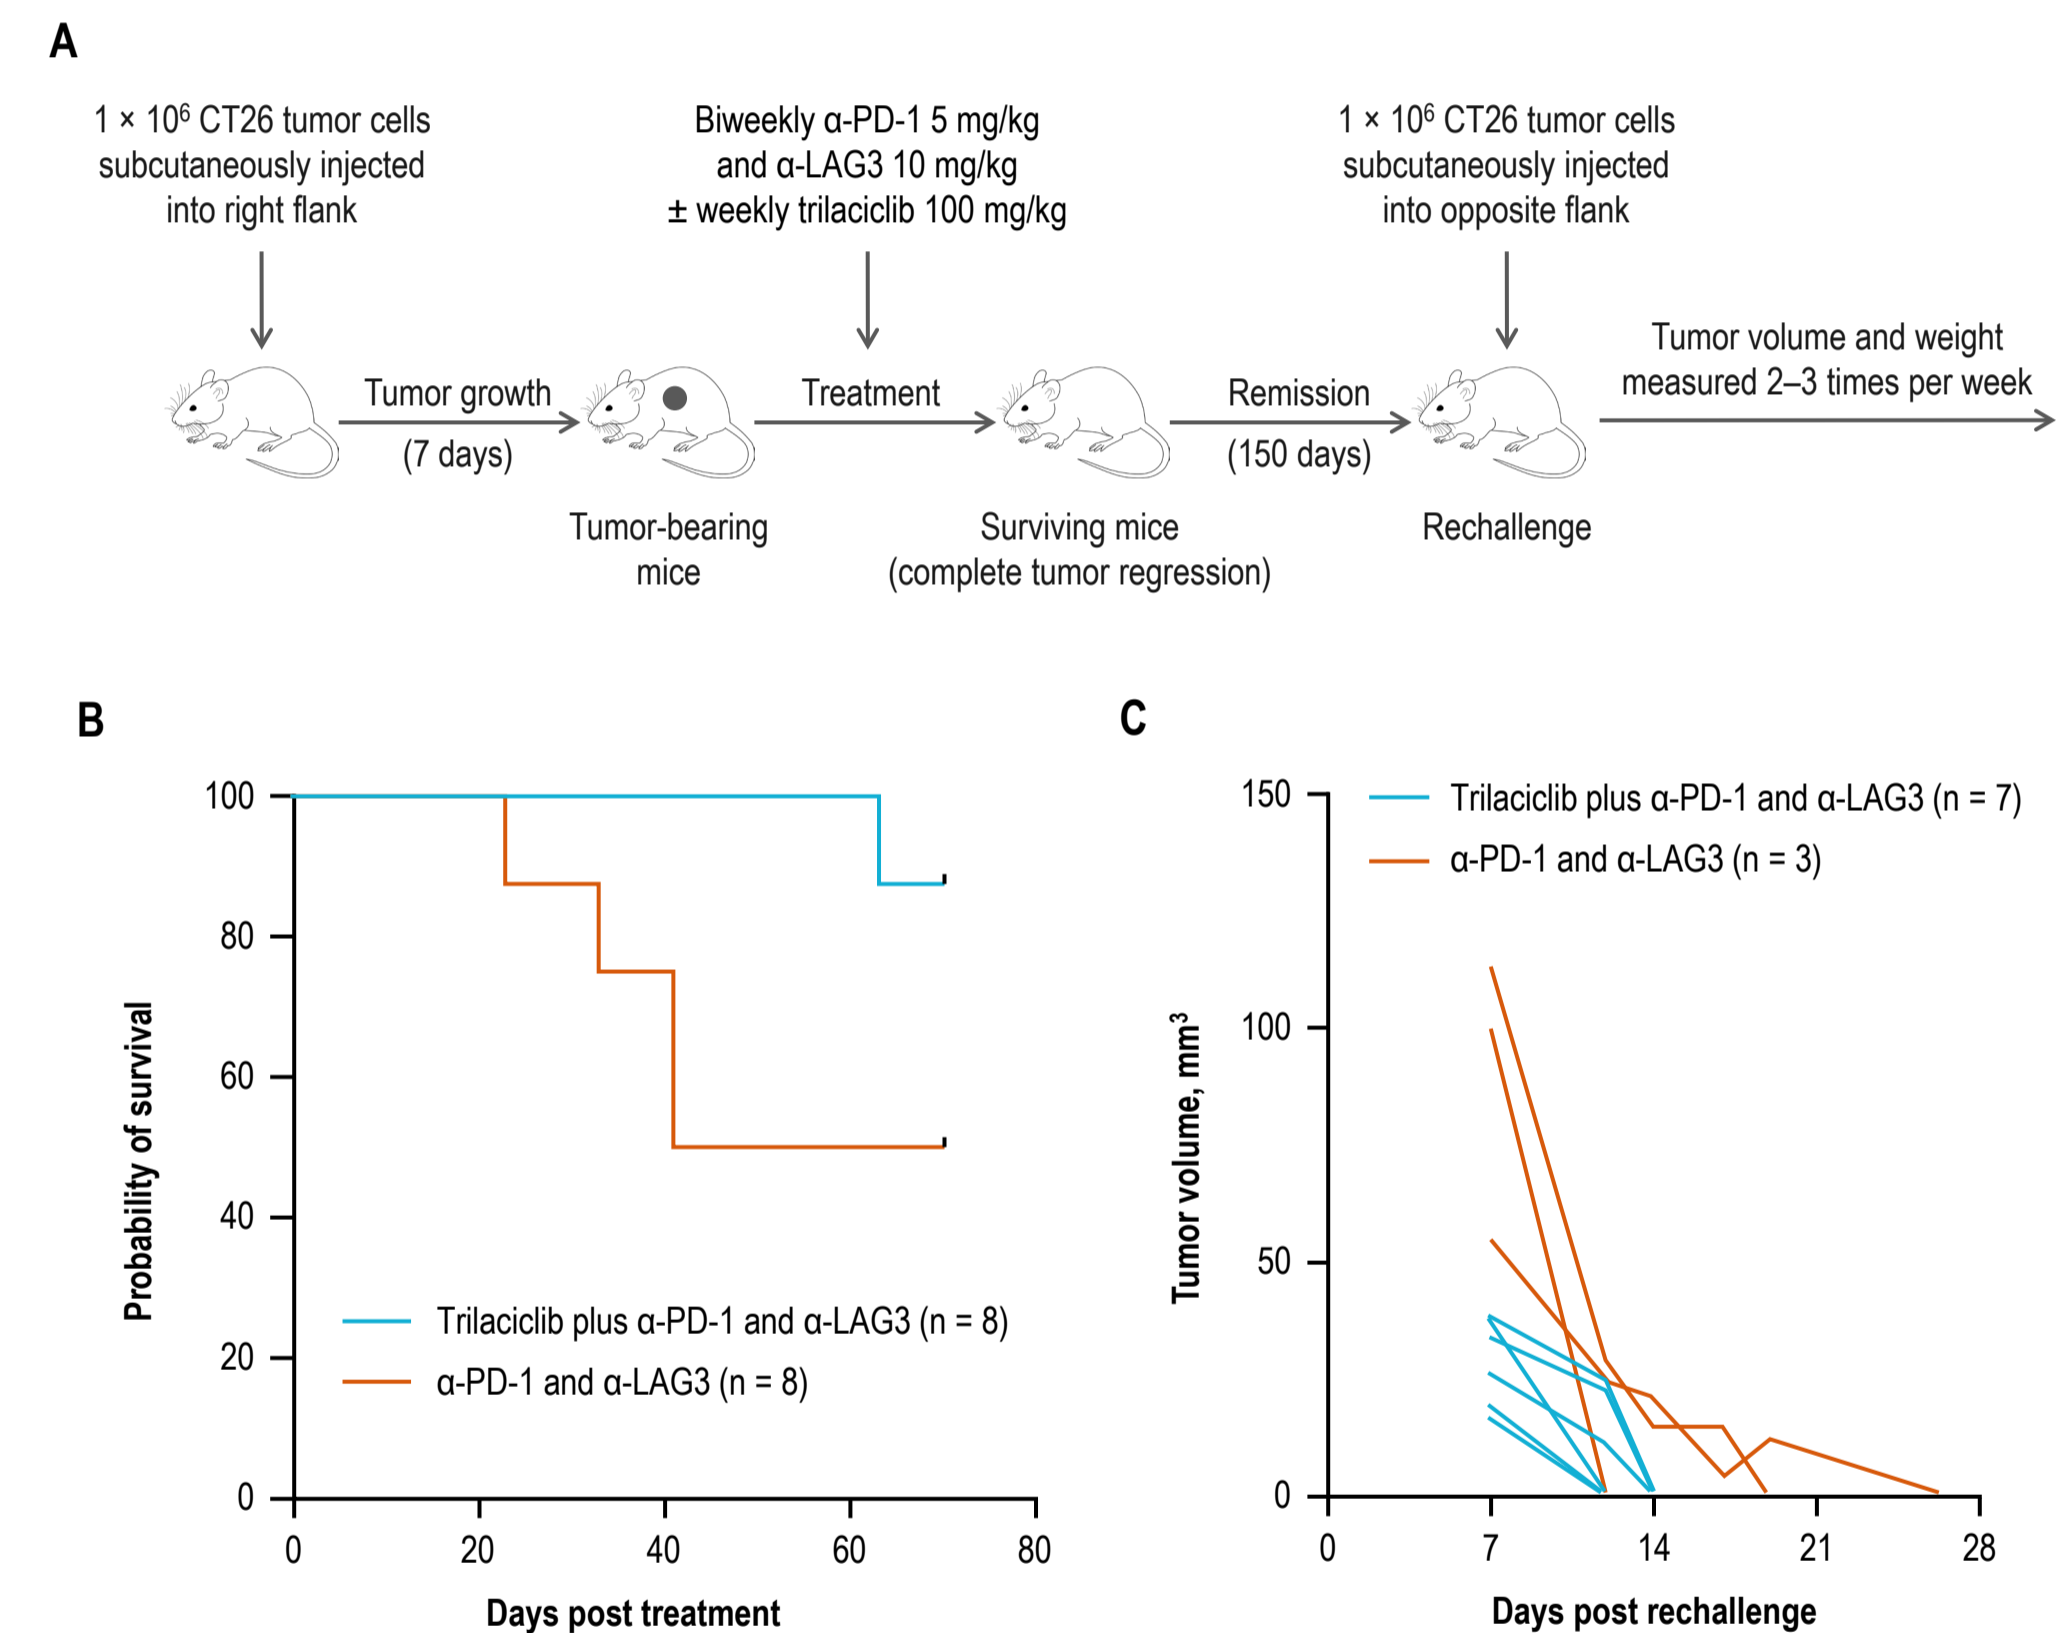 A
1 × 10⁶ CT26 tumor cells
subcutaneously injected
into right flank
Biweekly α-PD-1 5 mg/kg
and α-LAG3 10 mg/kg
± weekly trilaciclib 100 mg/kg
1 × 10⁶ CT26 tumor cells
subcutaneously injected
into opposite flank
Tumor growth
(7 days)
Treatment
Remission
(150 days)
Tumor volume and weight
measured 2–3 times per week
Tumor-bearing
mice
Surviving mice
(complete tumor regression)
Rechallenge
B
Probability of survival
100
80
60
40
20
0
Trilaciclib plus α-PD-1 and α-LAG3 (n = 8)
α-PD-1 and α-LAG3 (n = 8)
0 20 40 60 80
Days post treatment
C
Tumor volume, mm³
150
100
50
0
Trilaciclib plus α-PD-1 and α-LAG3 (n = 7)
α-PD-1 and α-LAG3 (n = 3)
0 7 14 21 28
Days post rechallenge